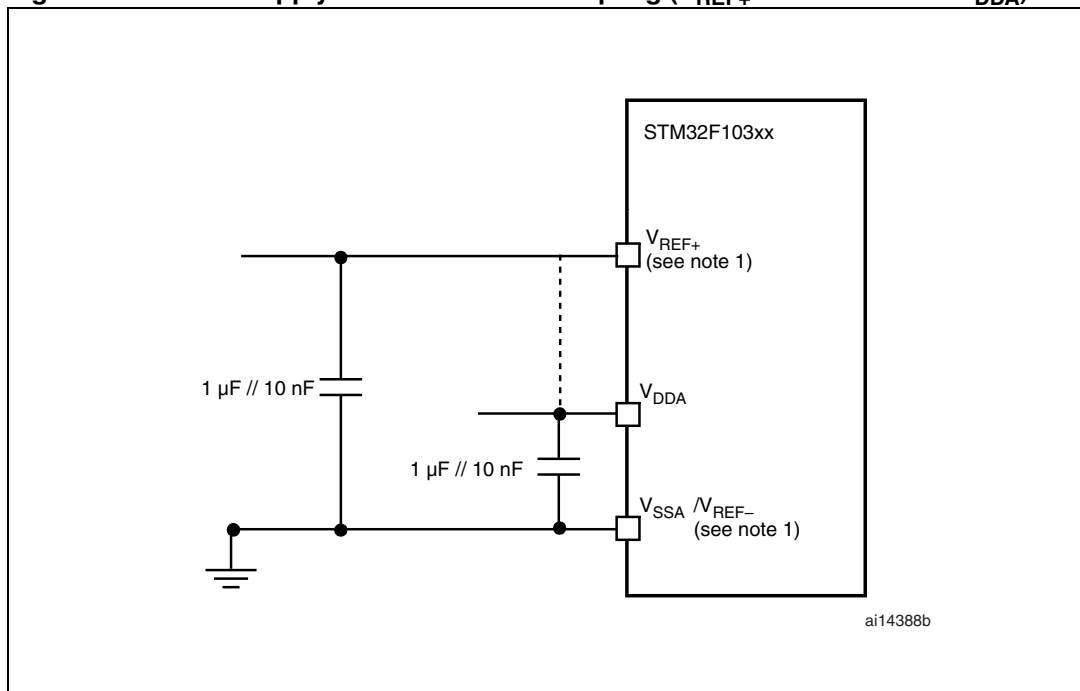 STM32F103xx
VREF+
(see note 1)
1 µF // 10 nF
VDDA
1 µF // 10 nF
VSSA /VREF–
(see note 1)
ai14388b